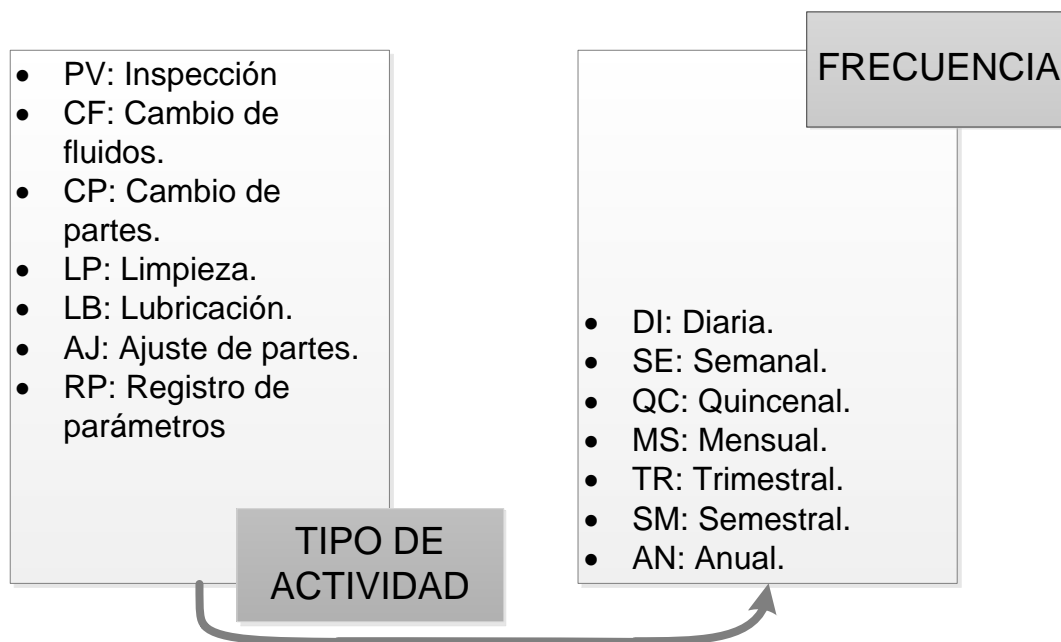 • PV: Inspección
• CF: Cambio de
fluidos.
• CP: Cambio de
partes.
• LP: Limpieza.
• LB: Lubricación.
• AJ: Ajuste de partes.
• RP: Registro de
parámetros
TIPO DE
ACTIVIDAD
FRECUENCIA
• DI: Diaria.
• SE: Semanal.
• QC: Quincenal.
• MS: Mensual.
• TR: Trimestral.
• SM: Semestral.
• AN: Anual.